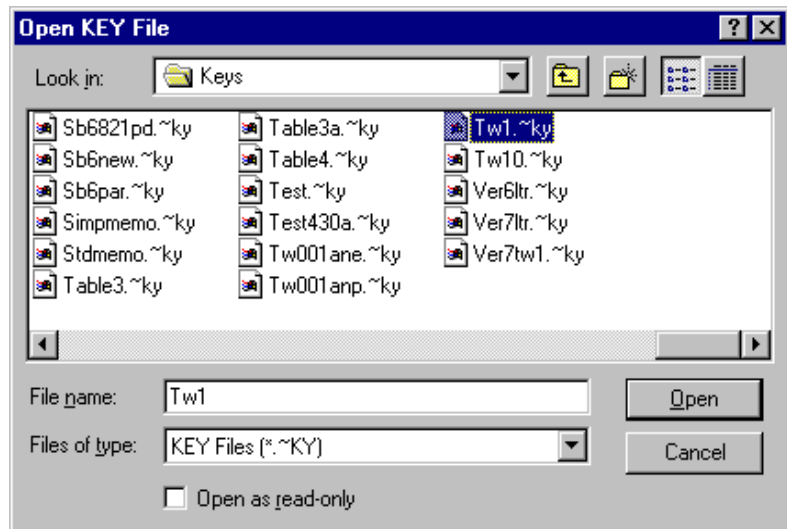 Open KEY File
Look in: Keys
Sb6821pd.~ky Table3a.~ky Tw1.~ky
Sb6new.~ky Table4.~ky Tw10.~ky
Sb6par.~ky Test.~ky Ver6ltr.~ky
Simpmemo.~ky Test430a.~ky Ver7ltr.~ky
Stdmemo.~ky Tw001ane.~ky Ver7tw1.~ky
Table3.~ky Tw001anp.~ky
File name: Tw1 Open
Files of type: KEY Files (*.~KY) Cancel
Open as read-only